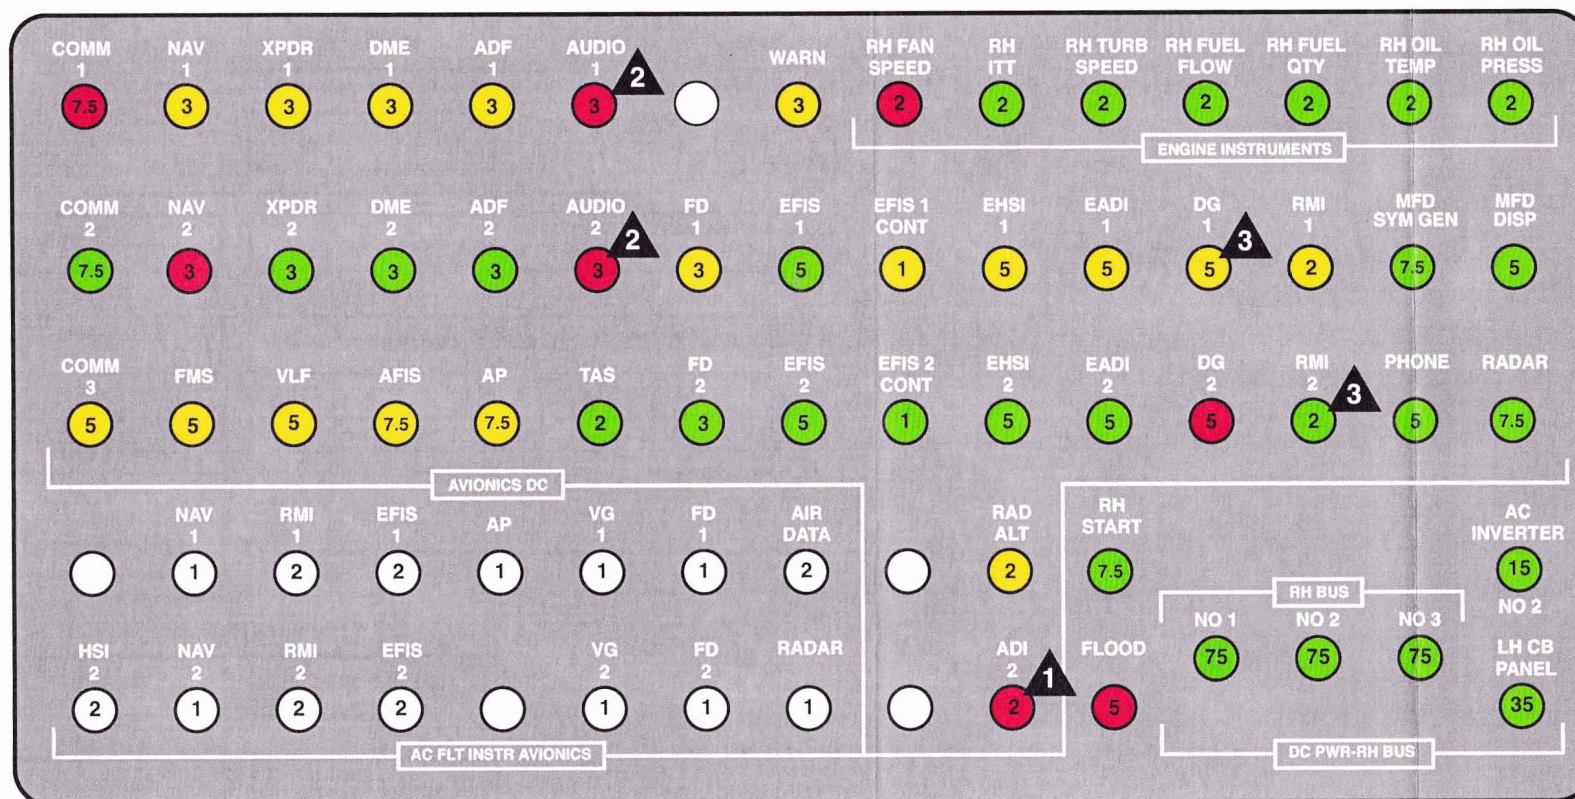 COMM NAV XPDR DME ADF AUDIO
1 1 1 1 1 1
2
WARN
RH FAN SPEED
RH ITT
RH TURB SPEED
RH FUEL FLOW
RH FUEL QTY
RH OIL TEMP
RH OIL PRESS
7.5 3 3 3 3 3 3 2 2 2 2 2 2 2
ENGINE INSTRUMENTS
COMM NAV XPDR DME ADF AUDIO FD EFIS EFIS 1 EHSI EADI DG RMI MFD MFD
2 2 2 2 2 2 1 1 CONT 1 1 1 1 SYM GEN DISP
2 3
7.5 3 3 3 3 3 3 5 1 5 5 5 2 7.5 5
COMM FMS VLF AFIS AP TAS FD EFIS EFIS 2 EHSI EADI DG RMI PHONE RADAR
3 2 2 CONT 2 2 2 2
3
5 5 5 7.5 7.5 2 3 5 1 5 5 5 2 5 7.5
AVIONICS DC
NAV RMI EFIS AP VG FD AIR RAD RH AC
1 1 1 1 1 DATA ALT START INVERTER
1 2 2 1 1 1 2 2 7.5 15
RH BUS
NO 2
NO 1 NO 2 NO 3
75 75 75
HSI NAV RMI EFIS VG FD RADAR ADI FLOOD LH CB
2 2 2 2 2 2 2 PANEL
1
2 1 2 2 1 1 1 2 5 35
AC FLT INSTR AVIONICS
DC PWR-RH BUS